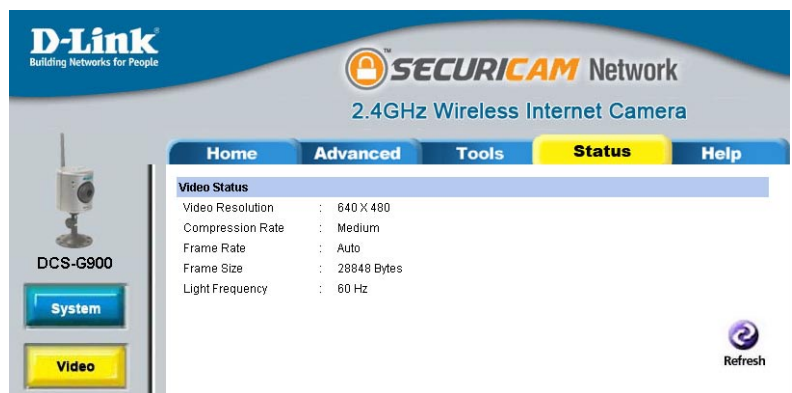 D-Link
Building Networks for People
SECURICAM Network
2.4GHz Wireless Internet Camera
Home Advanced Tools Status Help
DCS-G900
System
Video
Video Status
Video Resolution : 640 X 480
Compression Rate : Medium
Frame Rate : Auto
Frame Size : 28848 Bytes
Light Frequency : 60 Hz
Refresh